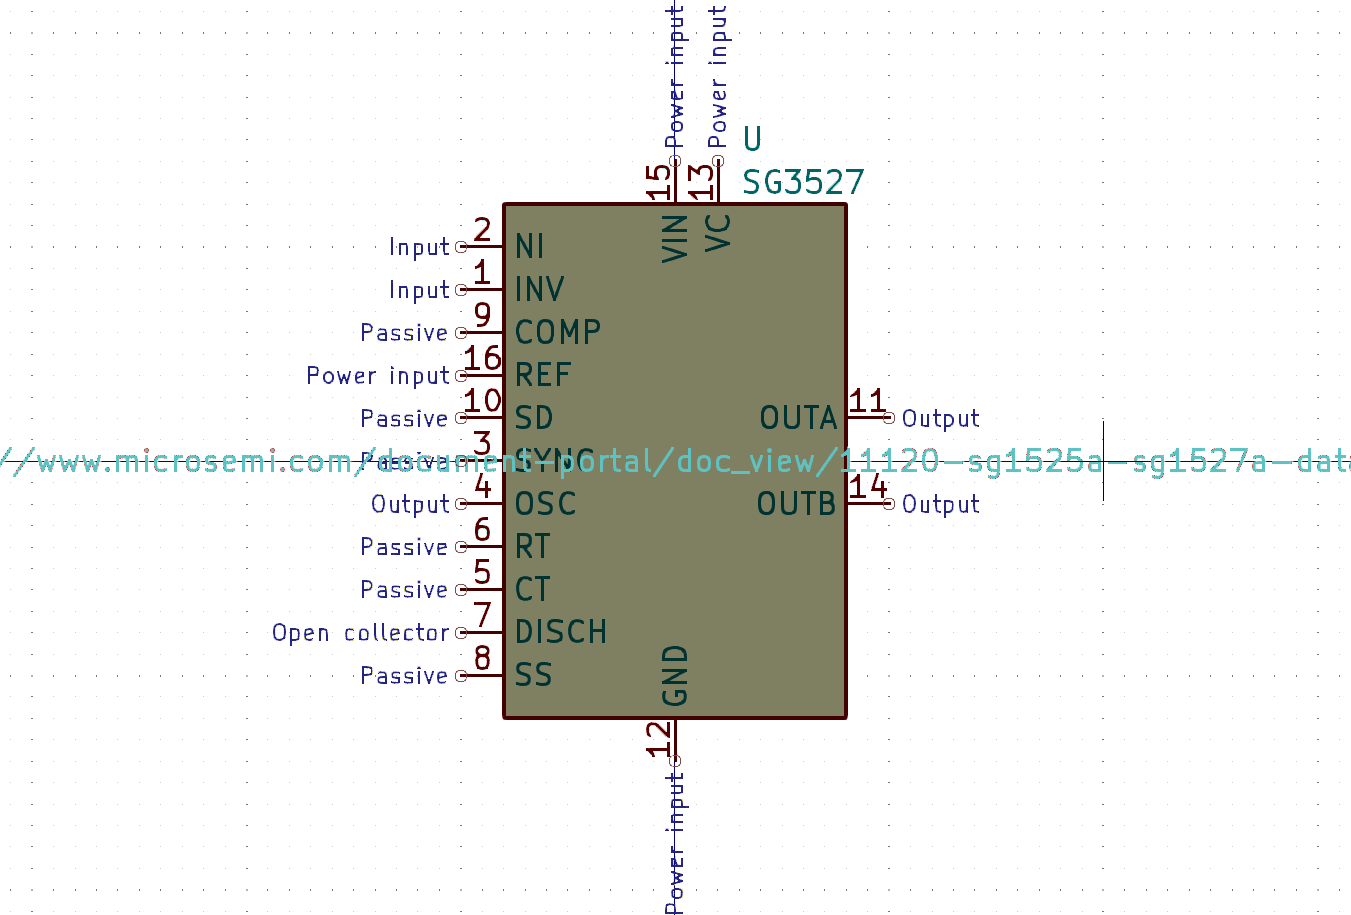 Power input
Power input
U
SG3527
15
13
VIN
VC
Input
2
NI
Input
1
INV
Passive
9
COMP
Power input
16
REF
Passive
10
SD
OUTA
11
Output
Passive
3
SYNC
//www.microsemi.com/document-portal/doc_view/11120-sg1525a-sg1527a-dat
Output
4
OSC
OUTB
14
Output
Passive
6
RT
Passive
5
CT
Open collector
7
DISCH
Passive
8
SS
GND
12
Power input